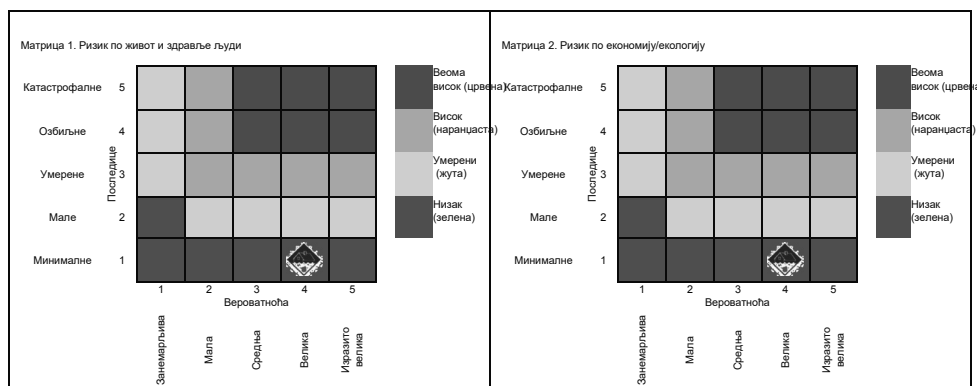 Матрица 1. Ризик по живот и здравље људи
Катастрофалне 5
Озбиљне 4
Умерене 3
Мале 2
Минималне 1
Последице
1 2 3 4 5
Вероватноћа
Занемарљива
Мала
Средња
Велика
Изразито
велика
Веома
висок (црвена)
Висок
(наранџаста)
Умерени
(жута)
Низак
(зелена)
Матрица 2. Ризик по економију/екологију
Катастрофалне 5
Озбиљне 4
Умерене 3
Мале 2
Минималне 1
Последице
1 2 3 4 5
Вероватноћа
Занемарљива
Мала
Средња
Велика
Изразито
велика
Веома
висок (црвена
Висок
(наранџаста)
Умерени
(жута)
Низак
(зелена)